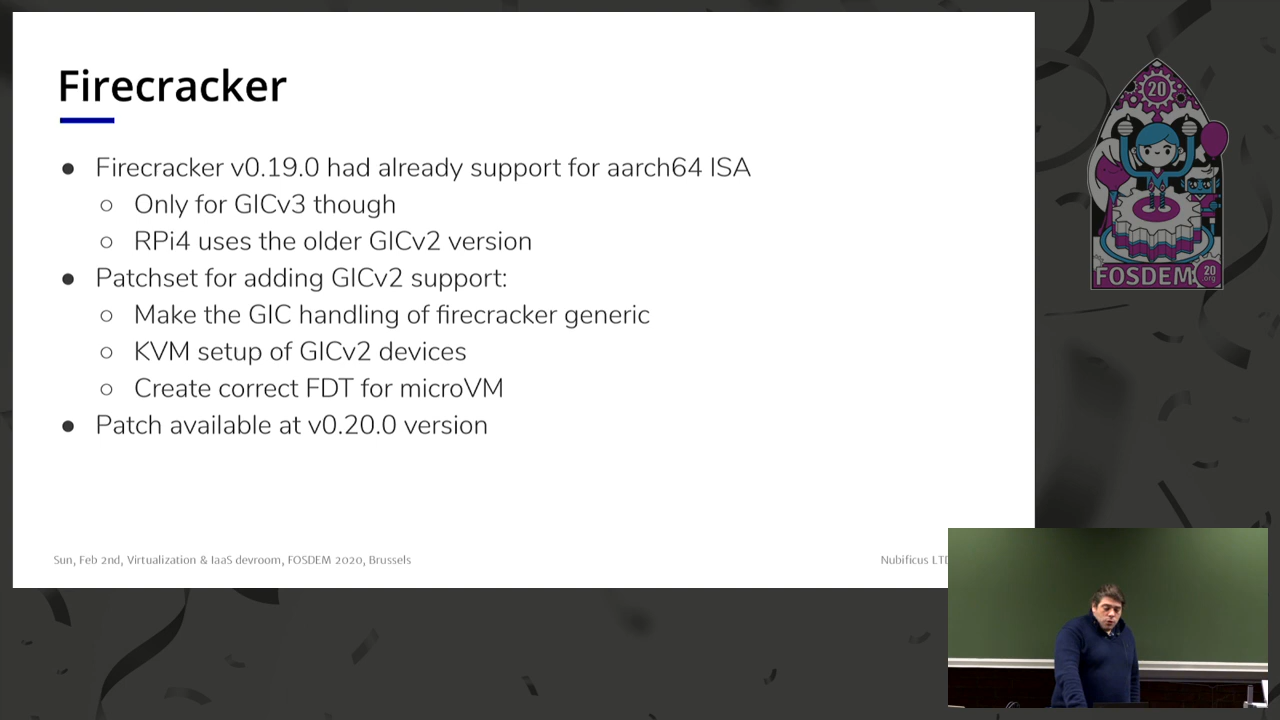 Firecracker
● Firecracker v0.19.0 had already support for aarch64 ISA
○ Only for GICv3 though
○ RPi4 uses the older GICv2 version
● Patchset for adding GICv2 support:
○ Make the GIC handling of firecracker generic
○ KVM setup of GICv2 devices
○ Create correct FDT for microVM
● Patch available at v0.20.0 version
Sun, Feb 2nd, Virtualization & IaaS devroom, FOSDEM 2020, Brussels
Nubificus
20
FOSDEM
20
.org